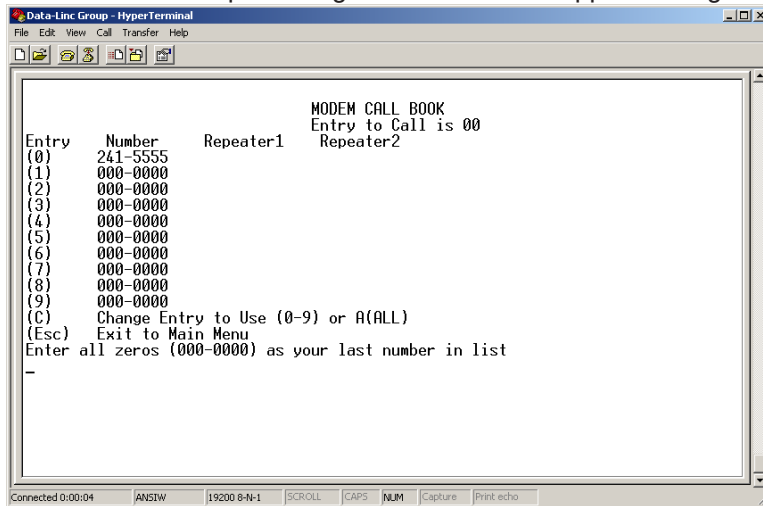 Data-Linc Group - HyperTerminal
File Edit View Call Transfer Help
MODEM CALL BOOK
Entry to Call is 00
Entry Number Repeater1 Repeater2
(0) 241-5555
(1) 000-0000
(2) 000-0000
(3) 000-0000
(4) 000-0000
(5) 000-0000
(6) 000-0000
(7) 000-0000
(8) 000-0000
(9) 000-0000
(C) Change Entry to Use (0-9) or A(ALL)
(Esc) Exit to Main Menu
Enter all zeros (000-0000) as your last number in list
Connected 0:00:04 ANSIW 19200 8-N-1 SCROLL CAPS NUM Capture Print echo